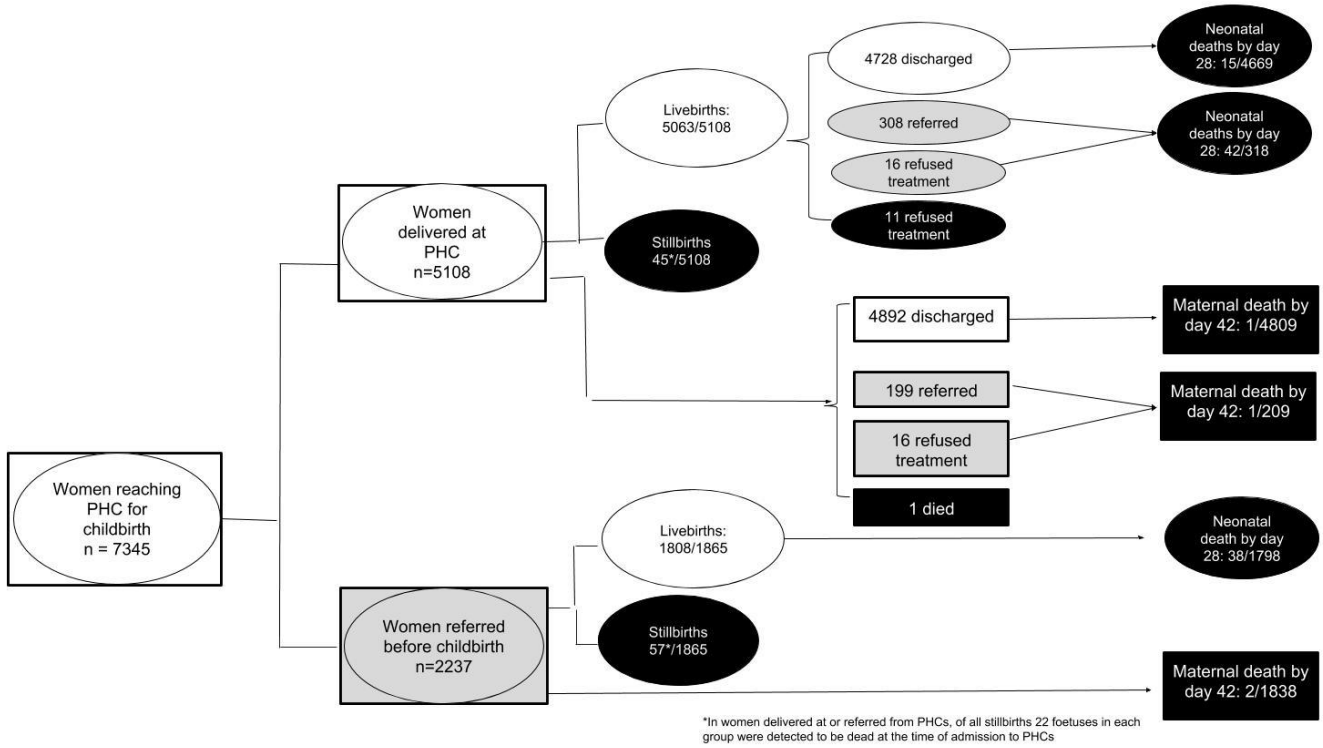 Women reaching
PHC for
childbirth
n = 7345
Women
delivered at
PHC
n=5108
Livebirths:
5063/5108
4728 discharged
Neonatal
deaths by day
28: 15/4669
308 referred
16 refused
treatment
Neonatal
deaths by day
28: 42/318
11 refused
treatment
Stillbirths
45*/5108
4892 discharged
Maternal death by
day 42: 1/4809
199 referred
16 refused
treatment
Maternal death by
day 42: 1/209
1 died
Women referred
before childbirth
n=2237
Livebirths:
1808/1865
Neonatal
death by day
28: 38/1798
Stillbirths
57*/1865
Maternal death by
day 42: 2/1838
*In women delivered at or referred from PHCs, of all stillbirths 22 foetuses in each
group were detected to be dead at the time of admission to PHCs